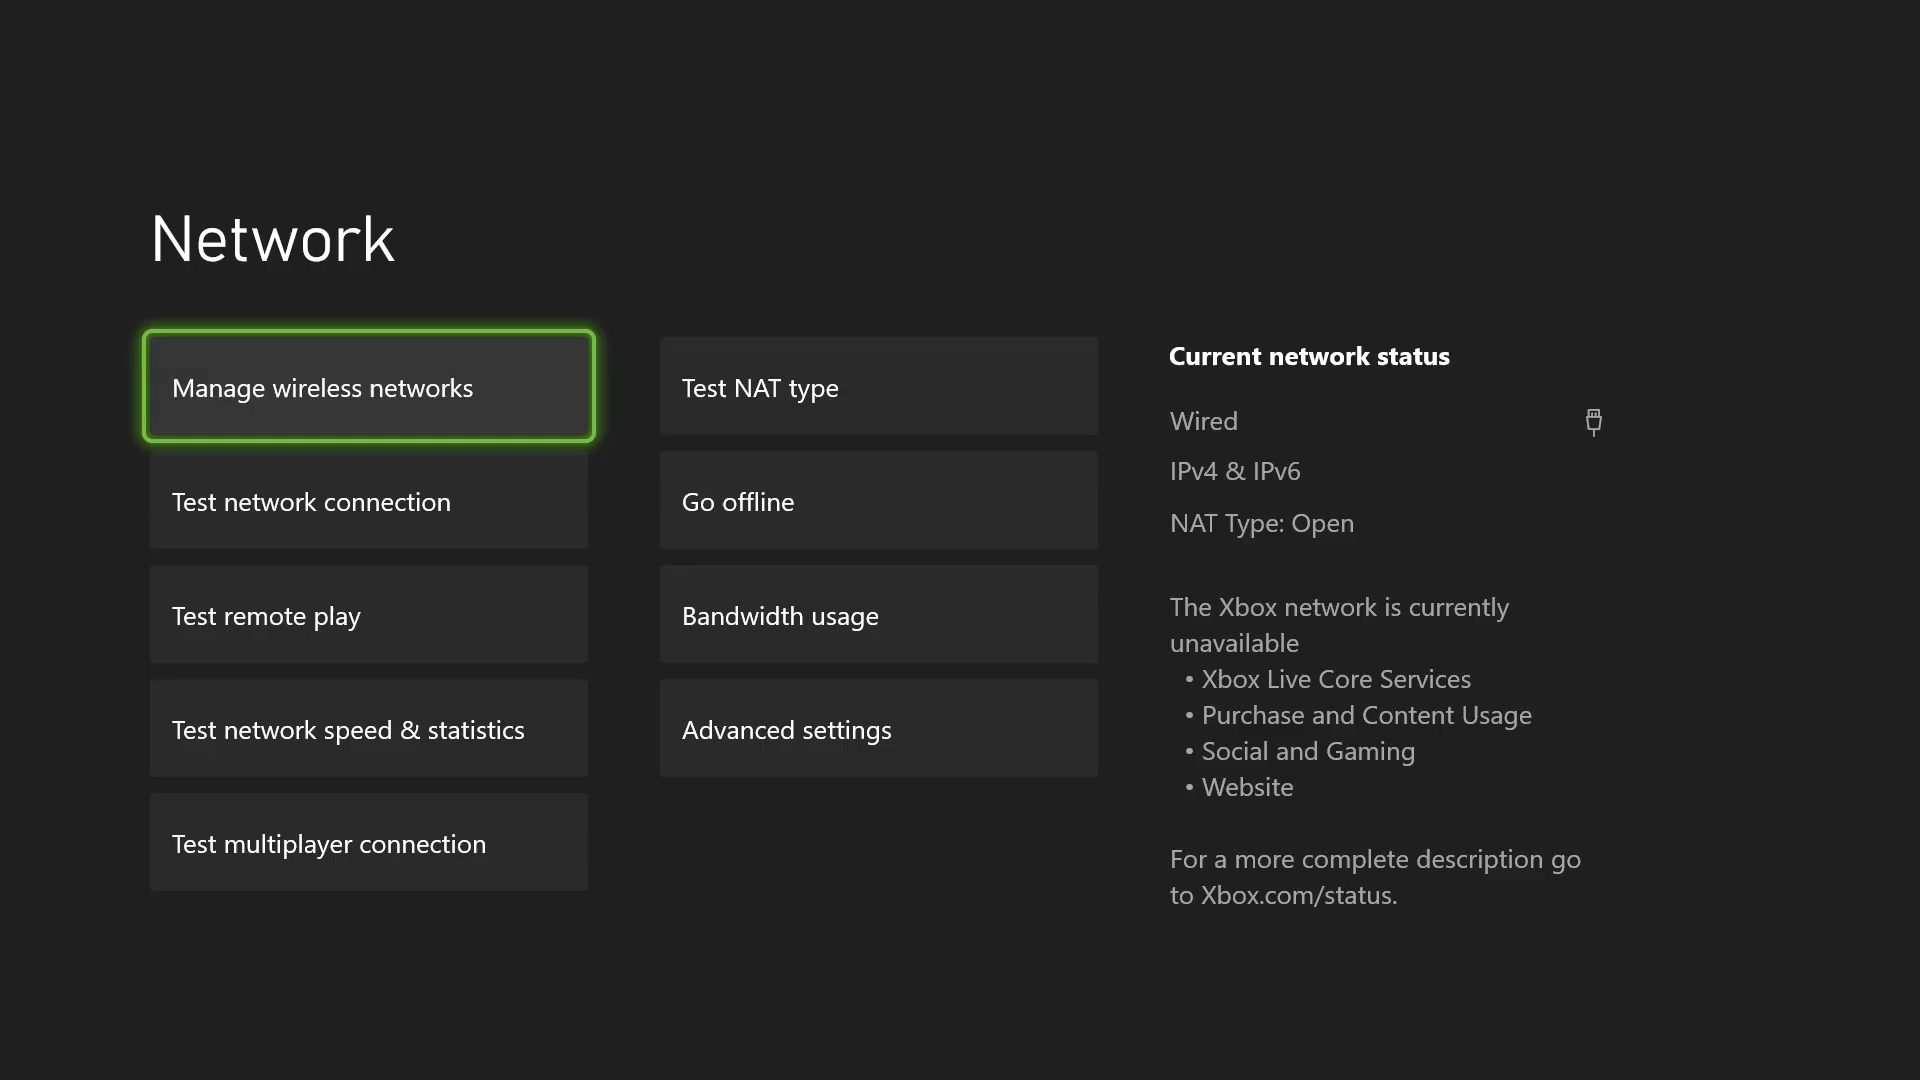 Network
Manage wireless networks
Test network connection
Test remote play
Test network speed & statistics
Test multiplayer connection
Test NAT type
Go offline
Bandwidth usage
Advanced settings
Current network status
Wired
IPv4 & IPv6
NAT Type: Open
The Xbox network is currently
unavailable
• Xbox Live Core Services
• Purchase and Content Usage
• Social and Gaming
• Website
For a more complete description go
to Xbox.com/status.